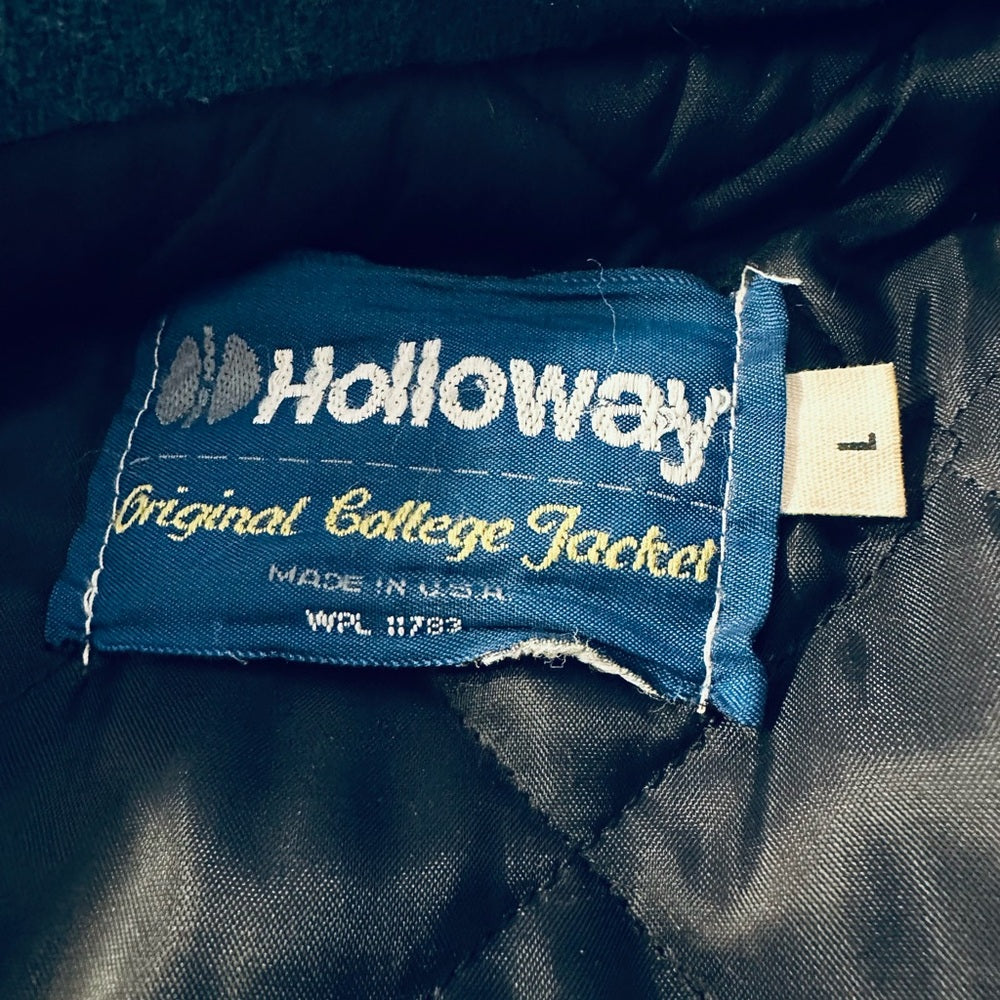 Holloway
Original College Jacket
MADE IN U.S.A.
WPL 11783
L